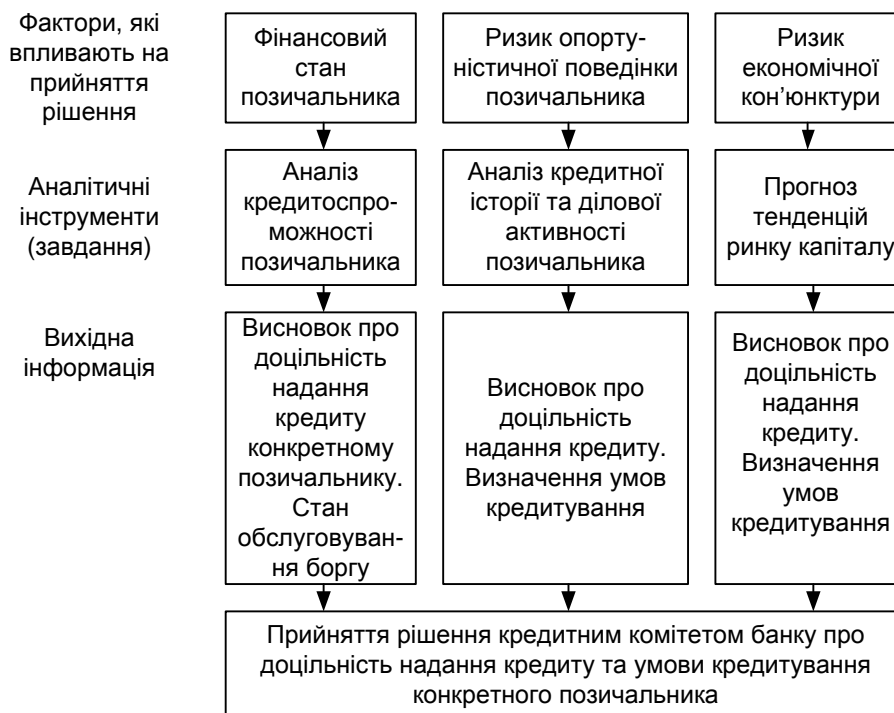 Фактори, які
впливають на
прийняття
рішення
Фінансовий
стан
позичальника
Ризик опорту-
ністичної поведінки
позичальника
Ризик
економічної
кон’юнктури
Аналітичні
інструменти
(завдання)
Аналіз
кредитоспро-
можності
позичальника
Аналіз кредитної
історії та ділової
активності
позичальника
Прогноз
тенденцій
ринку капіталу
Вихідна
інформація
Висновок про
доцільність
надання
кредиту
конкретному
позичальнику.
Стан
обслуговуван-
ня боргу
Висновок про
доцільність
надання кредиту.
Визначення умов
кредитування
Висновок про
доцільність
надання
кредиту.
Визначення
умов
кредитування
Прийняття рішення кредитним комітетом банку про
доцільність надання кредиту та умови кредитування
конкретного позичальника